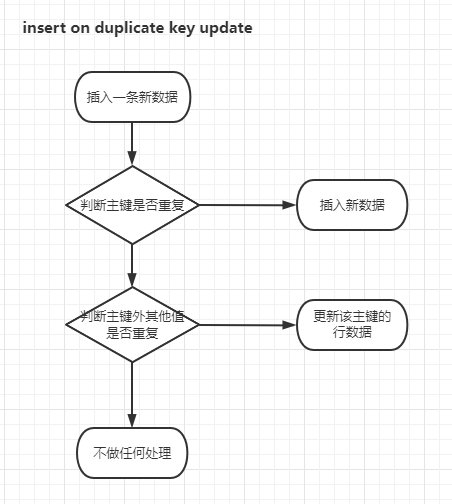 insert on duplicate key update
插入一条新数据
判断主键是否重复
插入新数据
判断主键外其他值
是否重复
更新该主键的
行数据
不做任何处理